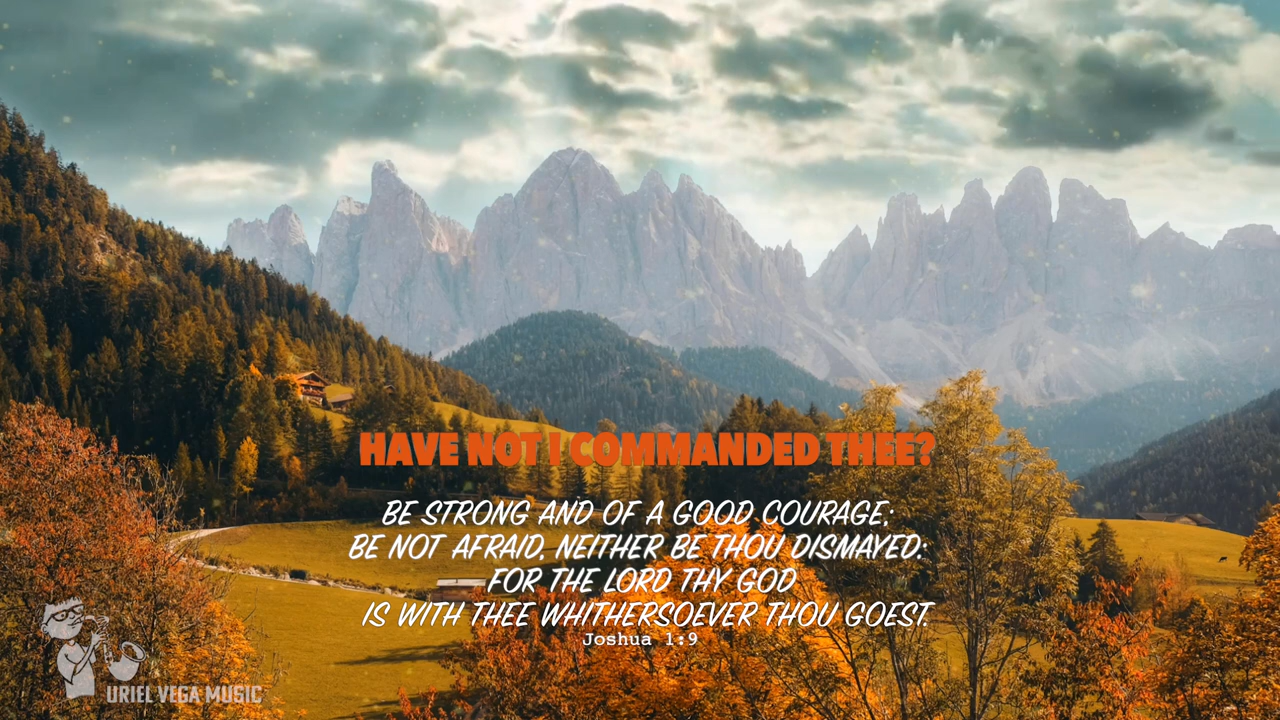 HAVE NOT I COMMANDED THEE?
BE STRONG AND OF A GOOD COURAGE;
BE NOT AFRAID, NEITHER BE THOU DISMAYED:
FOR THE LORD THY GOD
IS WITH THEE WHITHERSOEVER THOU GOEST.
Joshua 1:9
URIEL VEGA MUSIC